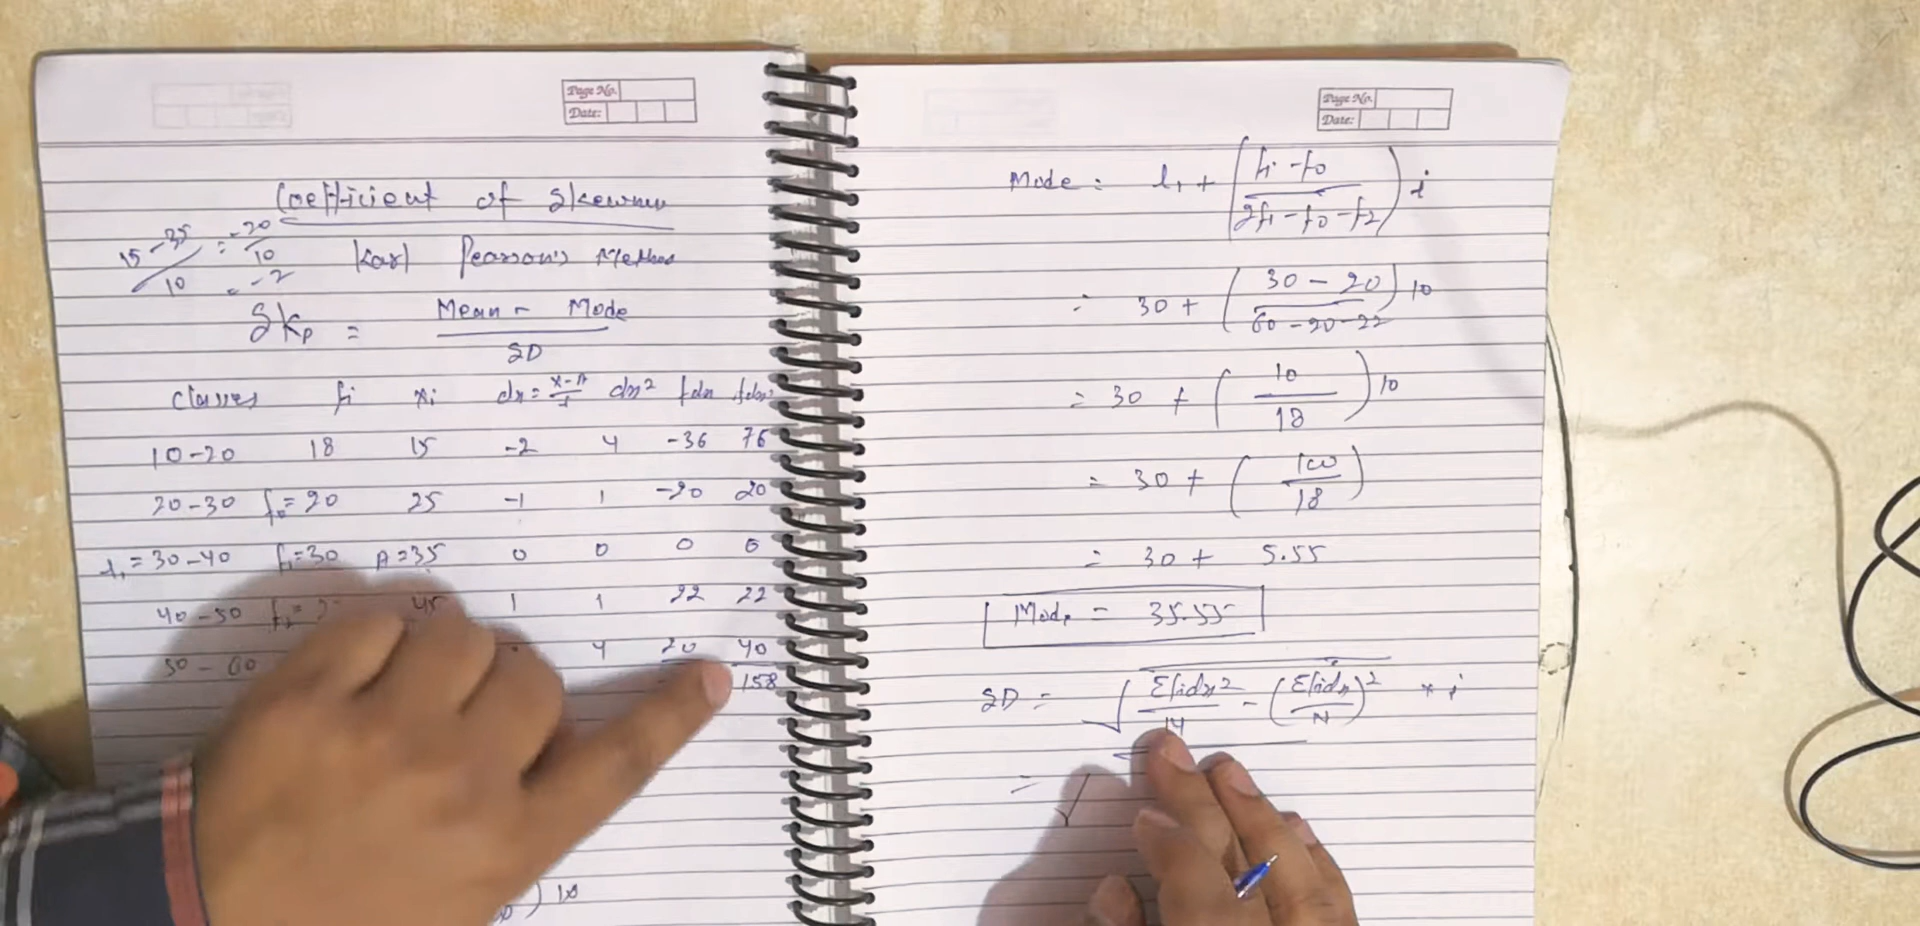 Page No.
Date:
Coefficient of Skewness
15-35/10 = -20/10
= -2
Karl Pearson's Method
SKp = Mean - Mode / SD
Classes fi xi dx = x-A/i dx² fdx fdx²
10-20 18 15 -2 4 -36 76
20-30 f₀=20 25 -1 1 -20 20
l₁=30-40 f₁=30 A=35 0 0 0 0
40-50 f₂= 45 1 1 22 22
50-60 4 20 40
158
) 10
Page No.
Date:
Mode = l₁ + (f₁-f₀ / 2f₁-f₀-f₂) i
= 30 + (30-20 / 60-20-22) 10
= 30 + (10/18) 10
= 30 + (100/18)
= 30 + 5.55
Mode = 35.55
SD = √ Σfidx²/N - (Σfidx/N)² × i
= √